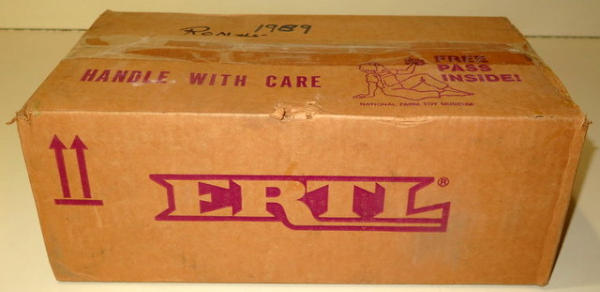 1989
HANDLE WITH CARE
FREE
PASS
INSIDE!
NATIONAL FARM TOY MUSEUM
ERTL®